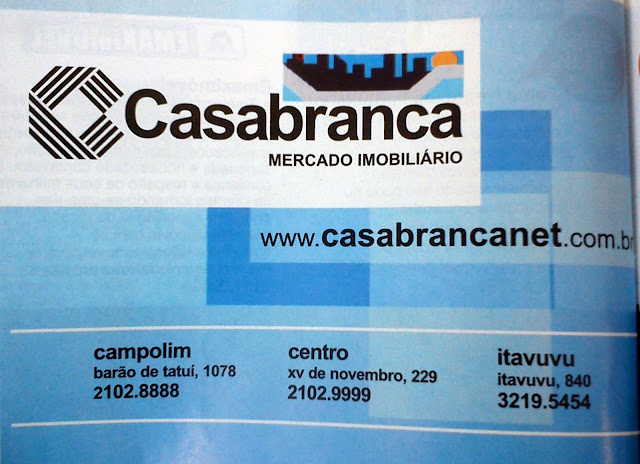 Casabranca
MERCADO IMOBILIÁRIO
www.casabrancanet.com.br
campolim
barão de tatuí, 1078
2102.8888
centro
xv de novembro, 229
2102.9999
itavuvu
itavuvu, 840
3219.5454